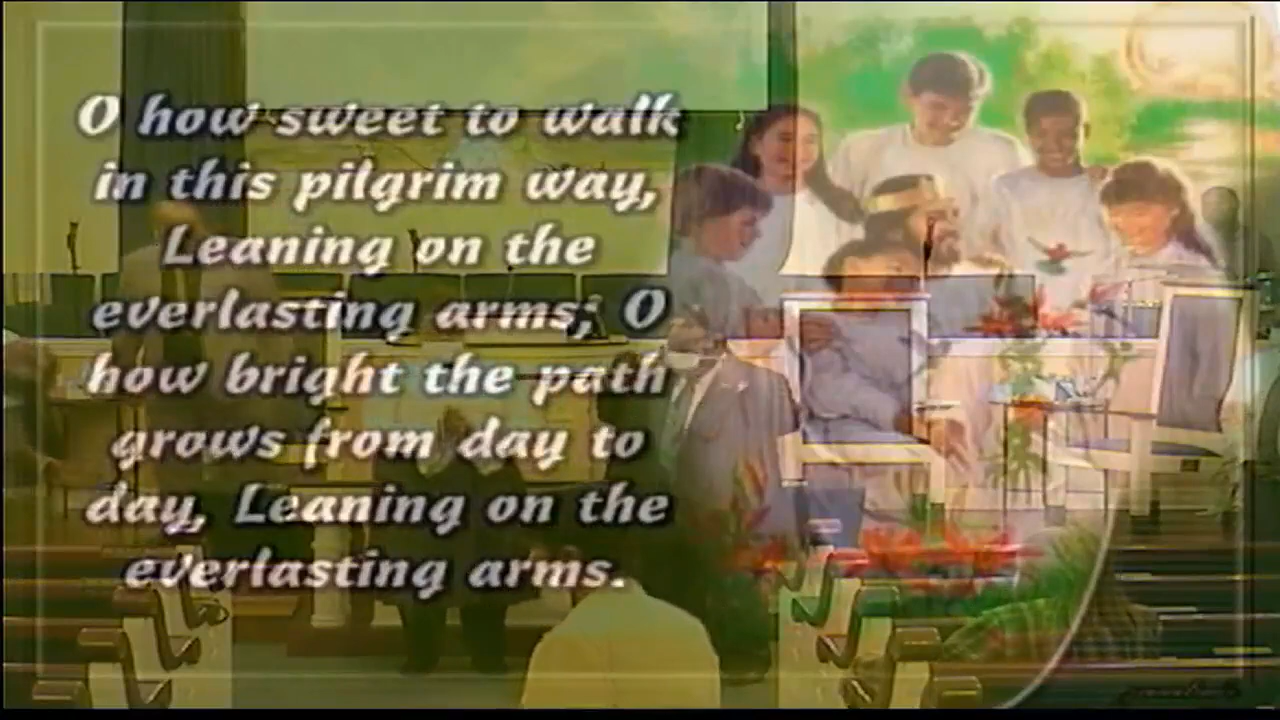 O how sweet to walk
in this pilgrim way,
Leaning on the
everlasting arms; O
how bright the path
grows from day to
day, Leaning on the
everlasting arms.